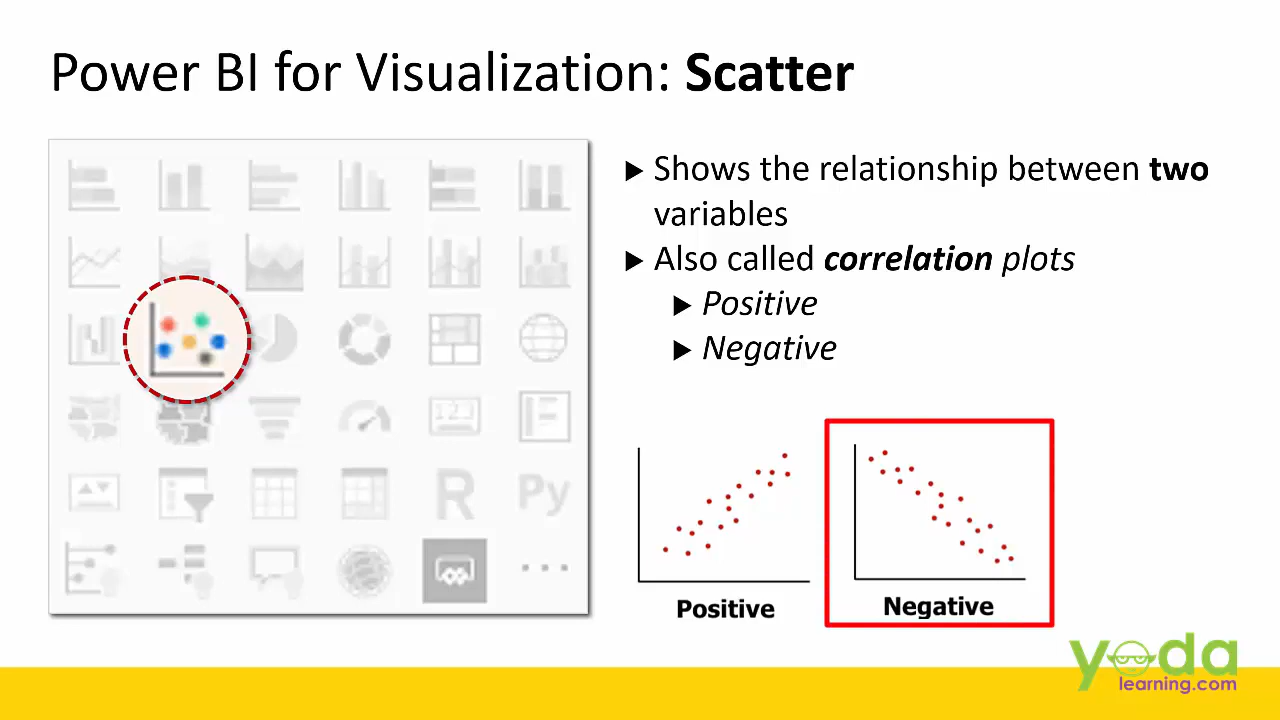 Power BI for Visualization: Scatter
Shows the relationship between two
variables
Also called correlation plots
Positive
Negative
R
Py
Positive
Negative
yoda
learning.com